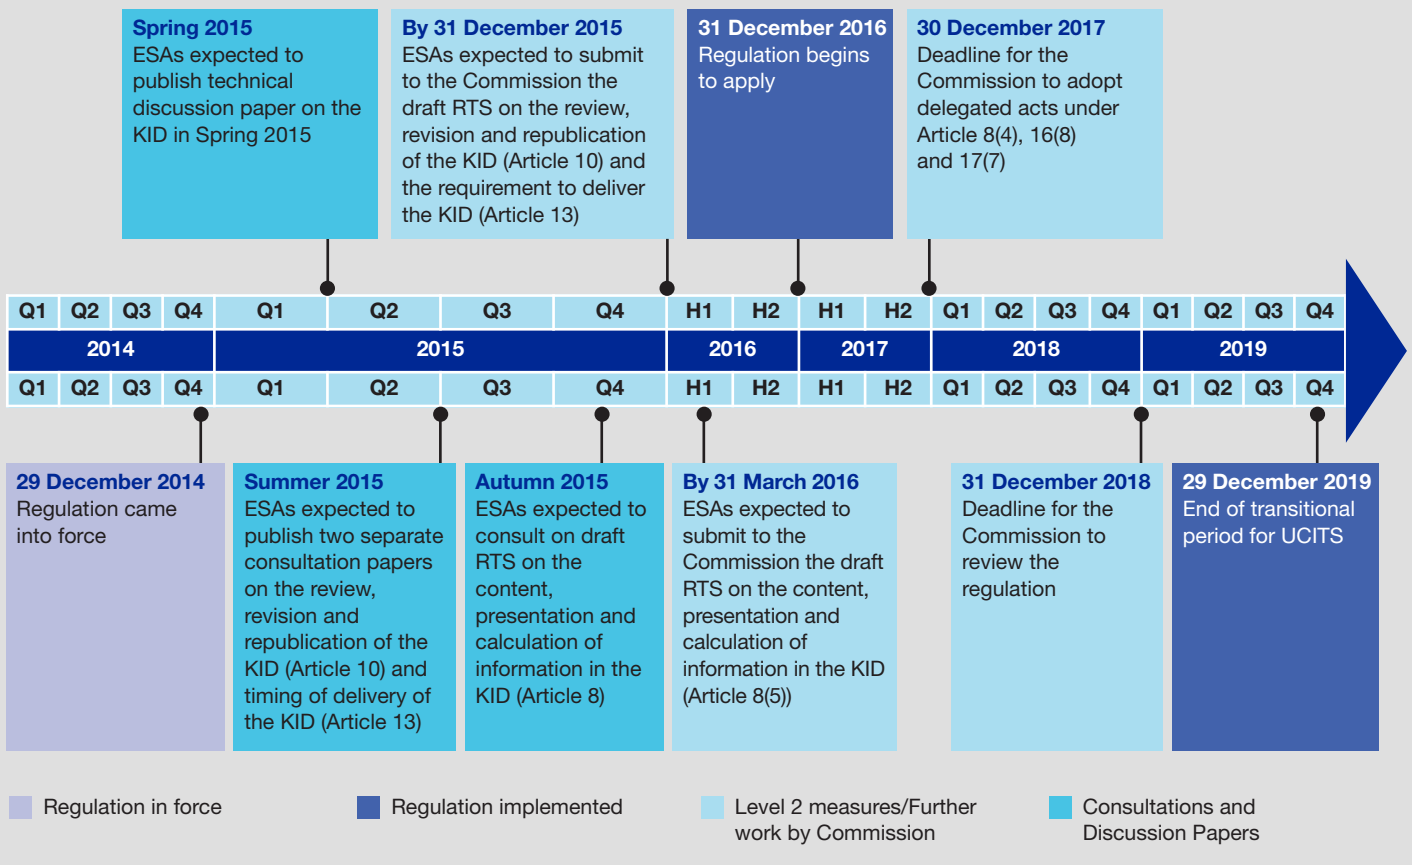 Spring 2015
ESAs expected to
publish technical
discussion paper on the
KID in Spring 2015
By 31 December 2015
ESAs expected to submit
to the Commission the
draft RTS on the review,
revision and republication
of the KID (Article 10) and
the requirement to deliver
the KID (Article 13)
31 December 2016
Regulation begins
to apply
30 December 2017
Deadline for the
Commission to adopt
delegated acts under
Article 8(4), 16(8)
and 17(7)
Q1 Q2 Q3 Q4 Q1 Q2 Q3 Q4 H1 H2 H1 H2 Q1 Q2 Q3 Q4 Q1 Q2 Q3 Q4
2014 2015 2016 2017 2018 2019
Q1 Q2 Q3 Q4 Q1 Q2 Q3 Q4 H1 H2 H1 H2 Q1 Q2 Q3 Q4 Q1 Q2 Q3 Q4
29 December 2014
Regulation came
into force
Summer 2015
ESAs expected to
publish two separate
consultation papers
on the review,
revision and
republication of the
KID (Article 10) and
timing of delivery of
the KID (Article 13)
Autumn 2015
ESAs expected to
consult on draft
RTS on the
content,
presentation and
calculation of
information in the
KID (Article 8)
By 31 March 2016
ESAs expected to
submit to the
Commission the draft
RTS on the content,
presentation and
calculation of
information in the KID
(Article 8(5))
31 December 2018
Deadline for the
Commission to
review the
regulation
29 December 2019
End of transitional
period for UCITS
Regulation in force
Regulation implemented
Level 2 measures/Further
work by Commission
Consultations and
Discussion Papers